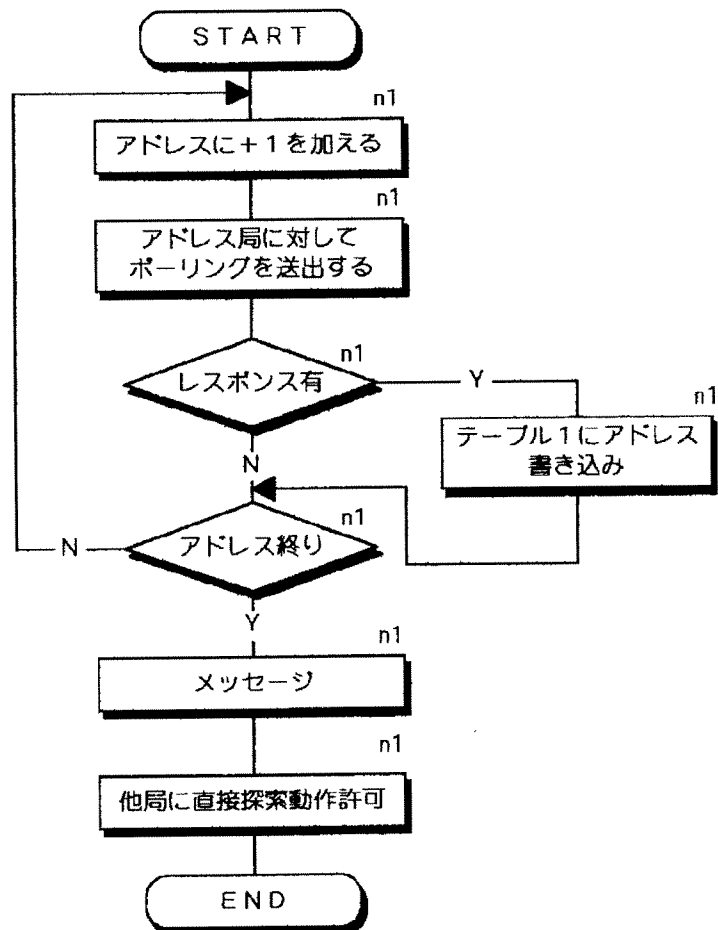 START
n1
アドレスに+1を加える
n1
アドレス局に対して
ポーリングを送出する
n1
レスポンス有
Y
n1
テーブル1にアドレス
書き込み
N
n1
アドレス終り
N
Y
n1
メッセージ
n1
他局に直接探索動作許可
END